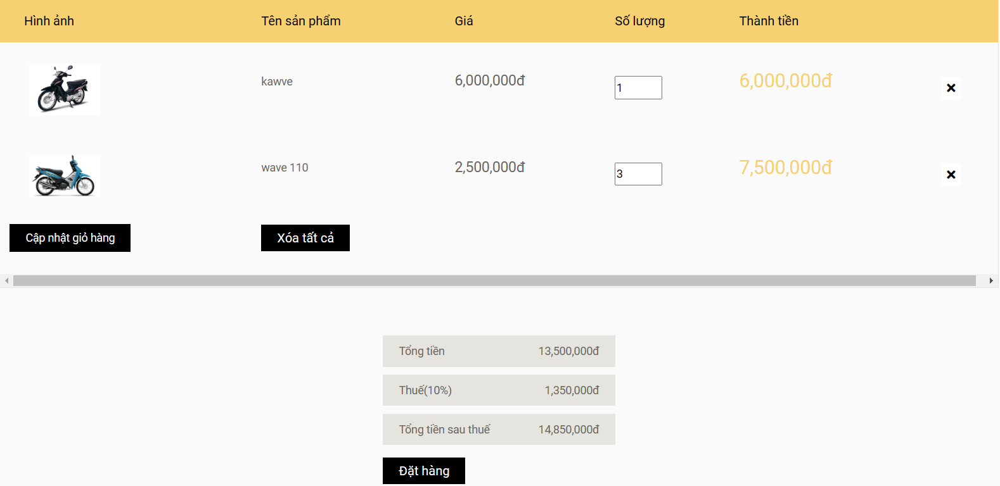 Hình ảnh Tên sản phẩm Giá Số lượng Thành tiền
kawve 6,000,000đ 1 6,000,000đ ×
wave 110 2,500,000đ 3 7,500,000đ ×
Cập nhật giỏ hàng Xóa tất cả
Tổng tiền 13,500,000đ
Thuế(10%) 1,350,000đ
Tổng tiền sau thuế 14,850,000đ
Đặt hàng